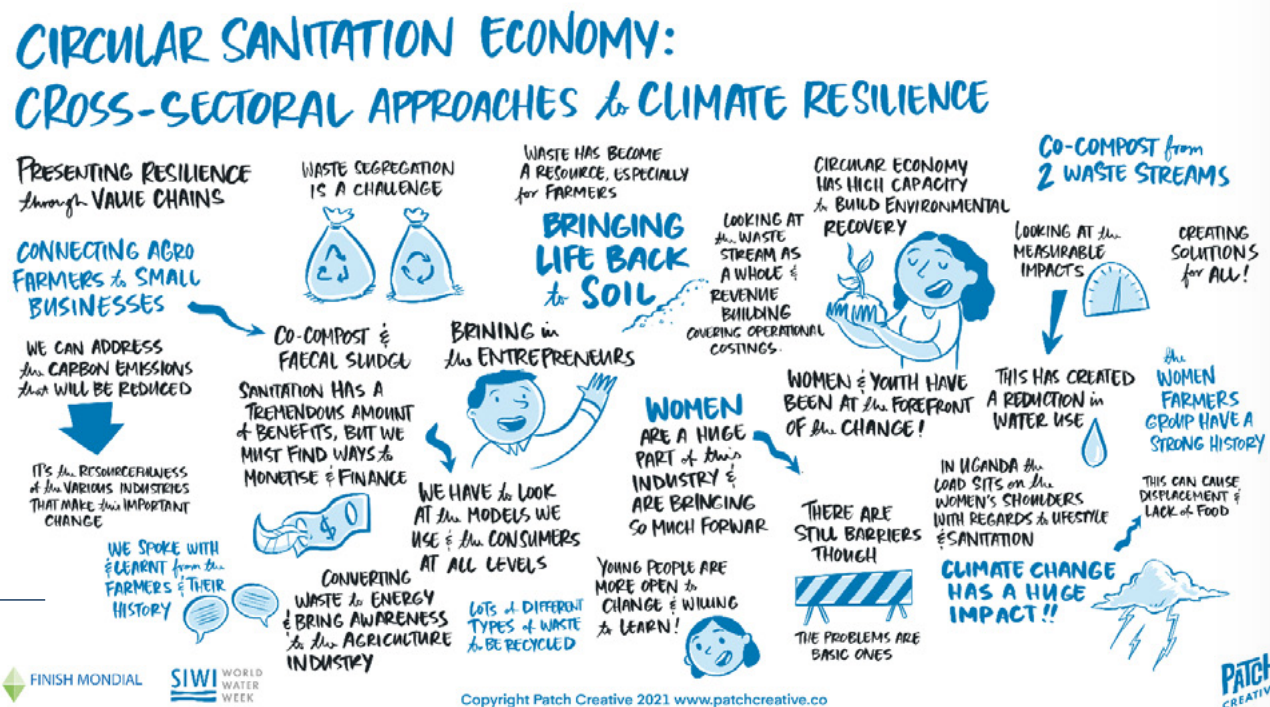 CIRCULAR SANITATION ECONOMY:
CROSS-SECTORAL APPROACHES to CLIMATE RESILIENCE
PRESENTING RESILIENCE
through VALUE CHAINS
CONNECTING AGRO
FARMERS to SMALL
BUSINESSES
WE CAN ADDRESS
the CARBON EMISSIONS
that WILL BE REDUCED
IT'S the RESOURCEFULNESS
of the VARIOUS INDUSTRIES
THAT MAKE this IMPORTANT
CHANGE
WE SPOKE WITH
& LEARNT from the
FARMERS & THEIR
HISTORY
WASTE SEGREGATION
IS A CHALLENGE
CO-COMPOST &
FAECAL SLUDGE
SANITATION HAS A
TREMENDOUS AMOUNT
of BENEFITS, BUT WE
MUST FIND WAYS to
MONETISE & FINANCE
$
CONVERTING
WASTE to ENERGY
& BRING AWARENESS
to the AGRICULTURE
INDUSTRY
WASTE HAS BECOME
A RESOURCE, ESPECIALLY
for FARMERS
BRINGING
LIFE BACK
to SOIL
BRINING in
the ENTREPRENEURS
WE HAVE to LOOK
AT the MODELS WE
USE & the CONSUMERS
AT ALL LEVELS
LOTS of DIFFERENT
TYPES of WASTE
to BE RECYCLED
LOOKING AT
the WASTE
STREAM AS
A WHOLE &
REVENUE
BUILDING
COVERING OPERATIONAL
COSTINGS.
WOMEN
ARE A HUGE
PART of this
INDUSTRY &
ARE BRINGING
SO MUCH FORWAR
YOUNG PEOPLE ARE
MORE OPEN to
CHANGE & WILLING
to LEARN!
CIRCULAR ECONOMY
HAS HIGH CAPACITY
to BUILD ENVIRONMENTAL
RECOVERY
WOMEN & YOUTH HAVE
BEEN AT the FOREFRONT
OF the CHANGE!
THERE ARE
STILL BARRIERS
THOUGH
THE PROBLEMS ARE
BASIC ONES
CO-COMPOST from
2 WASTE STREAMS
LOOKING AT the
MEASURABLE
IMPACTS
CREATING
SOLUTIONS
for ALL!
THIS HAS CREATED
A REDUCTION in
WATER USE
the
WOMEN
FARMERS
GROUP HAVE A
STRONG HISTORY
IN UGANDA the
LOAD SITS on the
WOMEN'S SHOULDERS
WITH REGARDS to LIFESTYLE
& SANITATION
CLIMATE CHANGE
HAS A HUGE
IMPACT!!
THIS CAN CAUSE
DISPLACEMENT &
LACK of FOOD
FINISH MONDIAL
SIWI WORLD
WATER
WEEK
Copyright Patch Creative 2021 www.patchcreative.co
PATCH
CREATIV